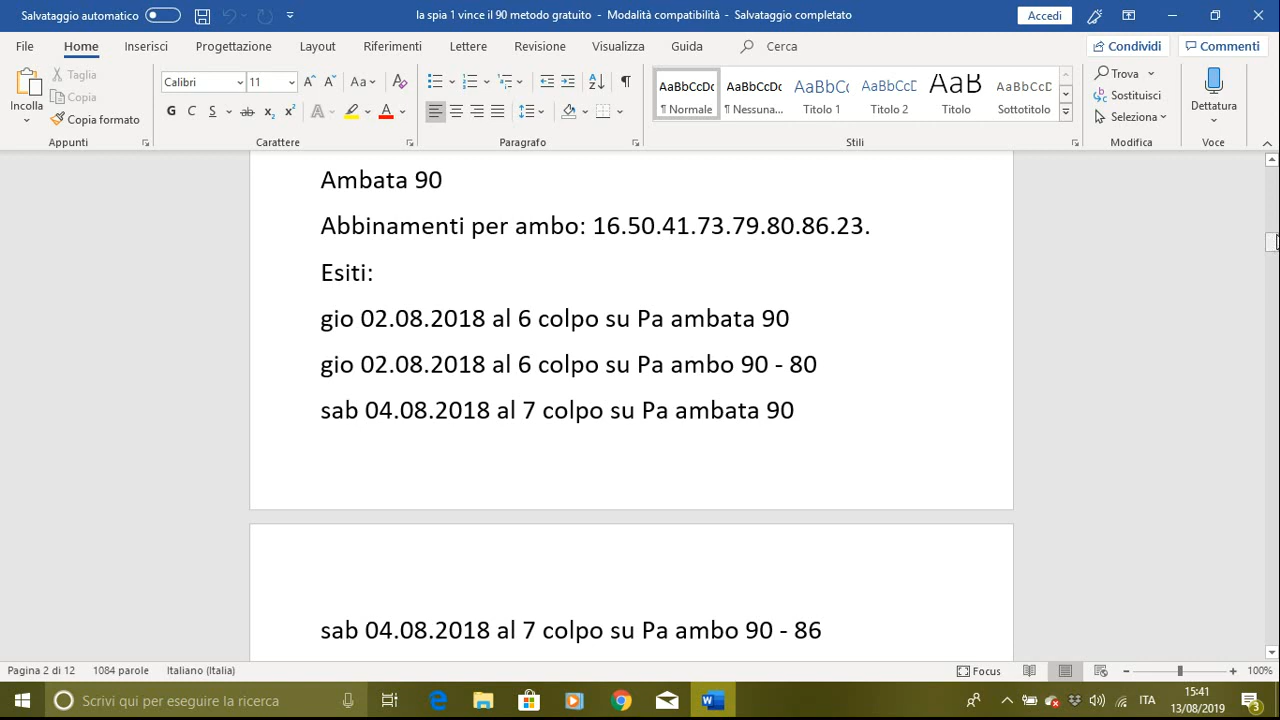 Salvataggio automatico
la spia 1 vince il 90 metodo gratuito - Modalità compatibilità - Salvataggio completato
Accedi
File Home Inserisci Progettazione Layout Riferimenti Lettere Revisione Visualizza Guida Cerca
Condividi Commenti
Incolla
Taglia
Copia
Copia formato
Appunti
Calibri 11
Aa
G C S ab x₂ x²
A A
Carattere
Paragrafo
AaBbCcDc AaBbCcDc AaBbCc AaBbCcD AaB AaBbCcD
¶ Normale ¶ Nessuna... Titolo 1 Titolo 2 Titolo Sottotitolo
Stili
Trova
Sostituisci
Seleziona
Modifica
Dettatura
Voce
Ambata 90
Abbinamenti per ambo: 16.50.41.73.79.80.86.23.
Esiti:
gio 02.08.2018 al 6 colpo su Pa ambata 90
gio 02.08.2018 al 6 colpo su Pa ambo 90 - 80
sab 04.08.2018 al 7 colpo su Pa ambata 90
sab 04.08.2018 al 7 colpo su Pa ambo 90 - 86
Pagina 2 di 12 1084 parole Italiano (Italia)
Focus
100%
Scrivi qui per eseguire la ricerca
ITA
15:41
13/08/2019
3